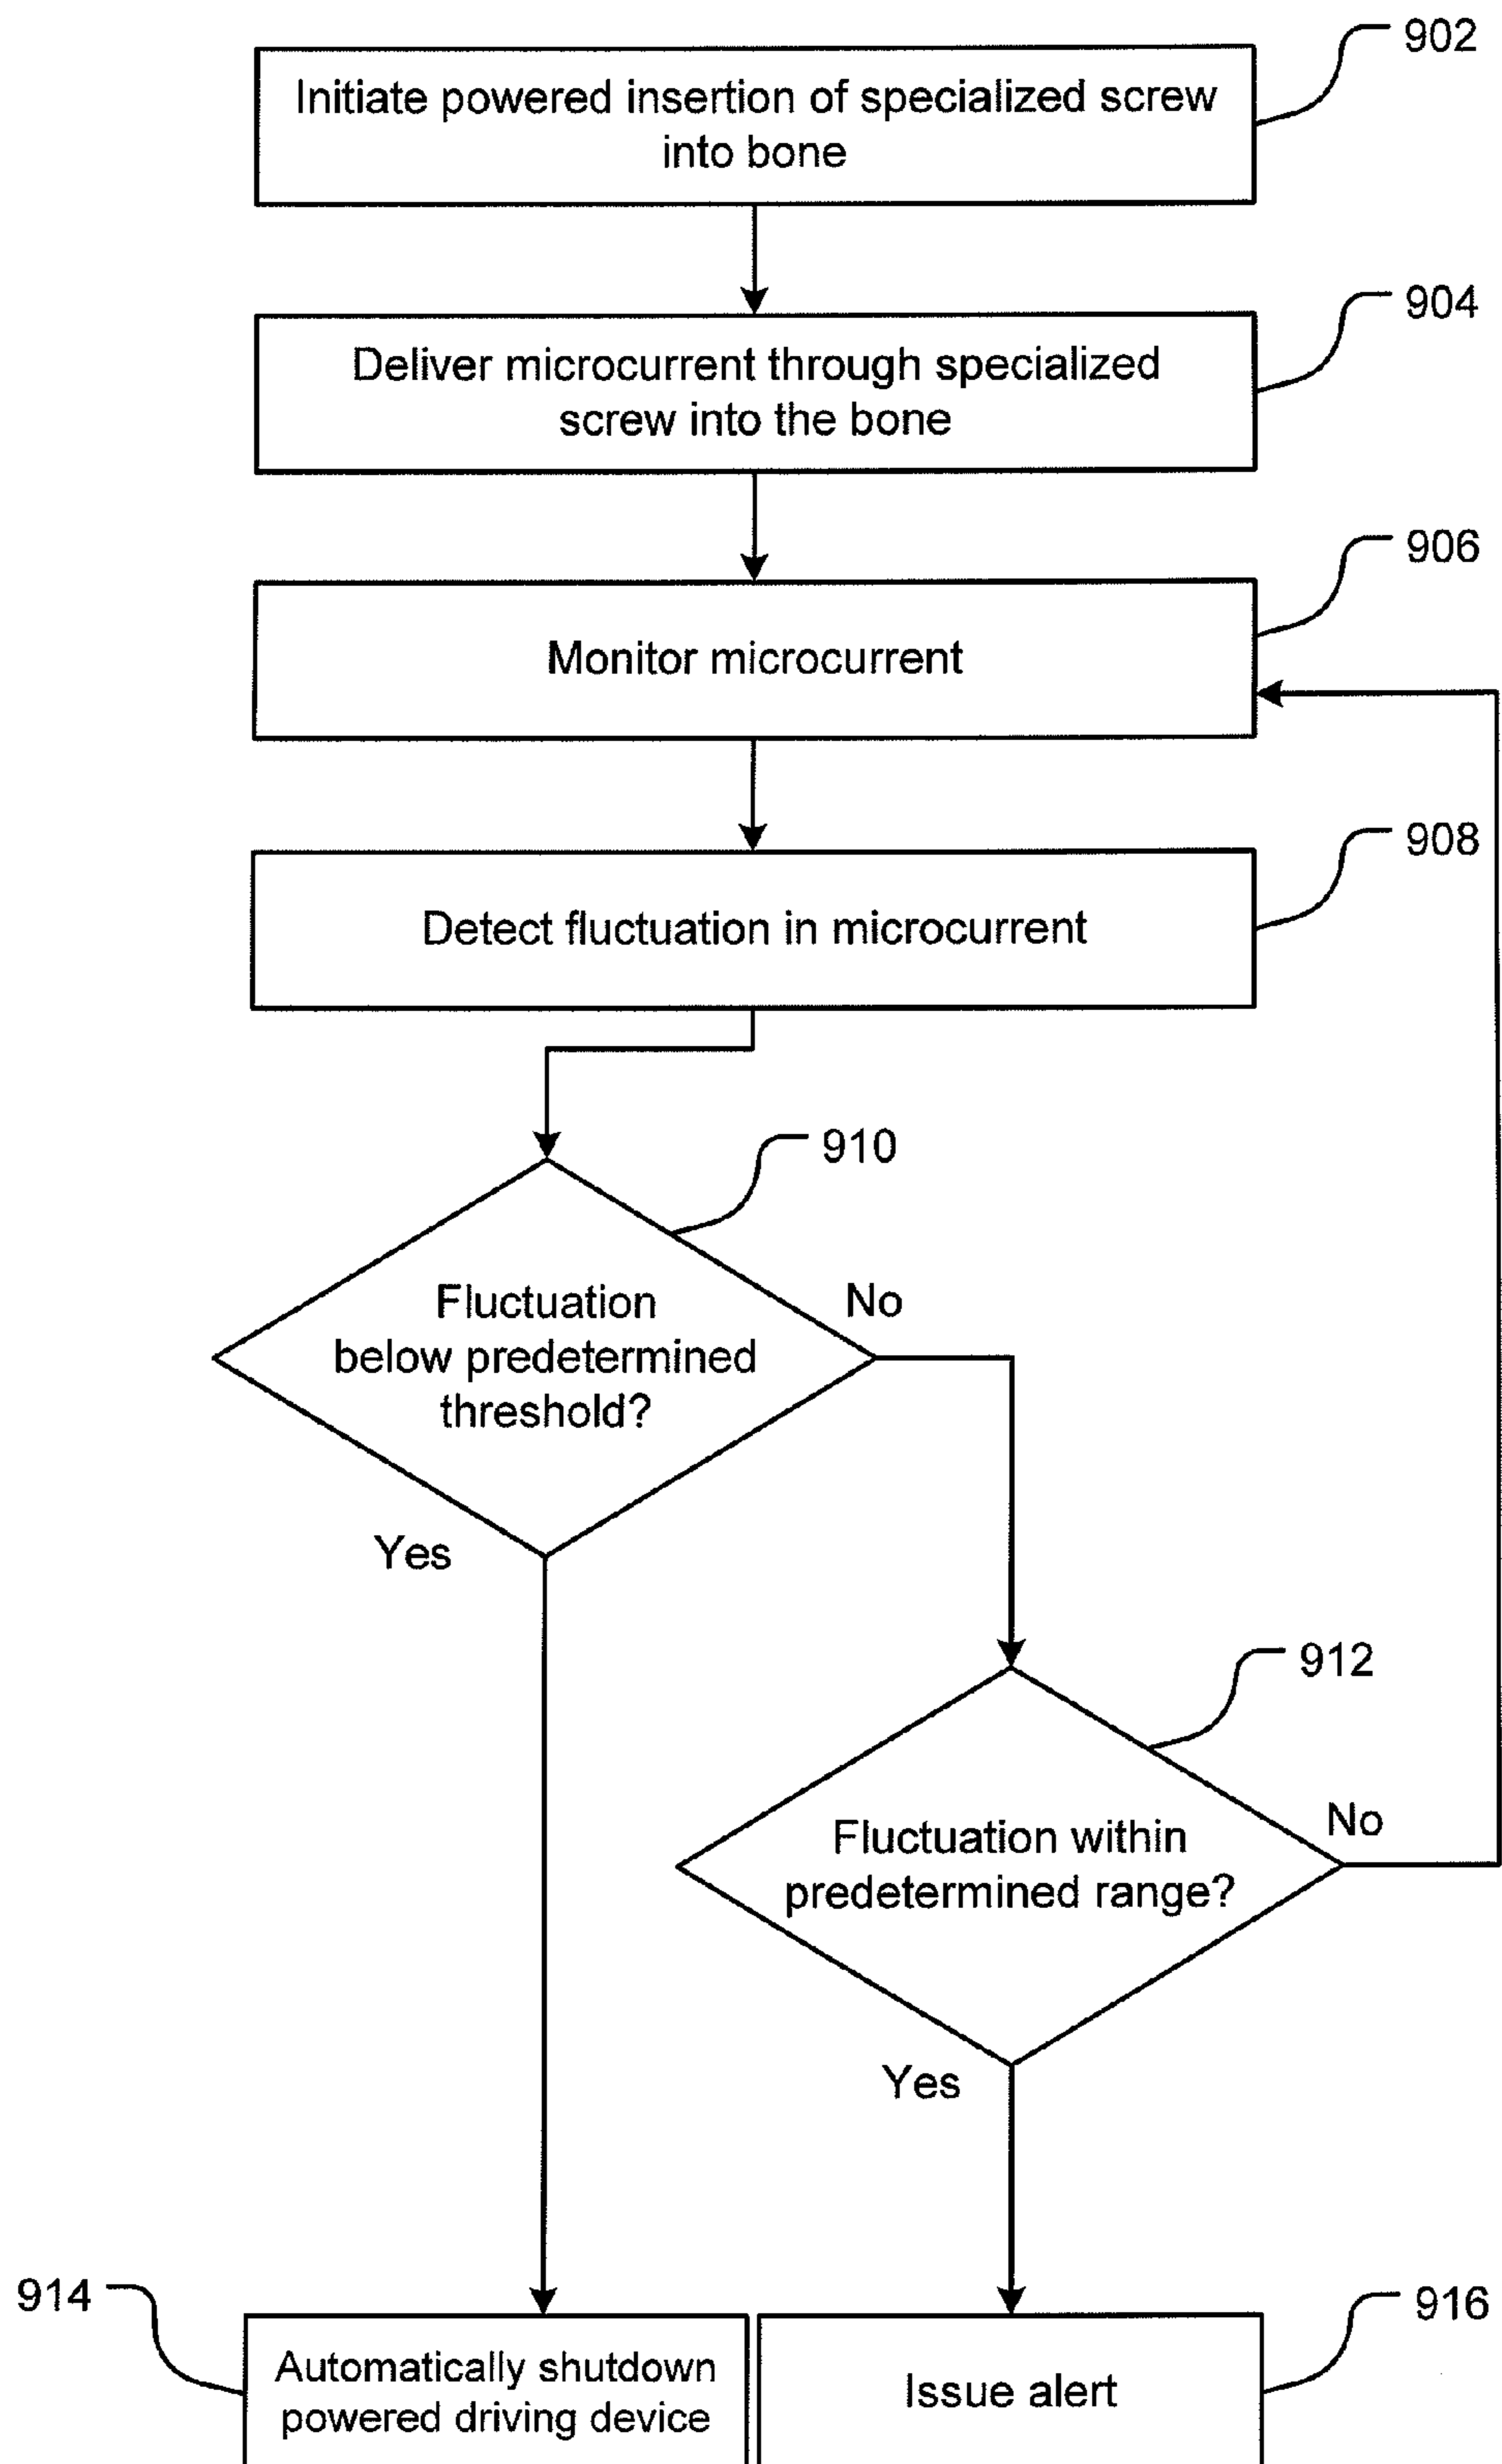 902
Initiate powered insertion of specialized screw
into bone
904
Deliver microcurrent through specialized
screw into the bone
906
Monitor microcurrent
908
Detect fluctuation in microcurrent
910
Fluctuation
below predetermined
threshold?
No
Yes
912
Fluctuation within
predetermined range?
No
Yes
914
Automatically shutdown
powered driving device
916
Issue alert